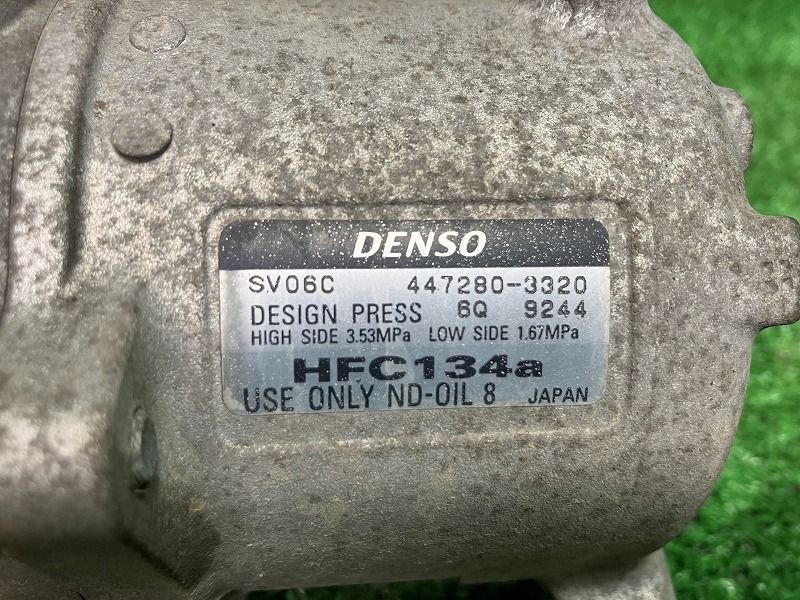 DENSO
SV06C 447280-3320
DESIGN PRESS 6Q 9244
HIGH SIDE 3.53MPa LOW SIDE 1.67MPa
HFC134a
USE ONLY ND-OIL 8 JAPAN